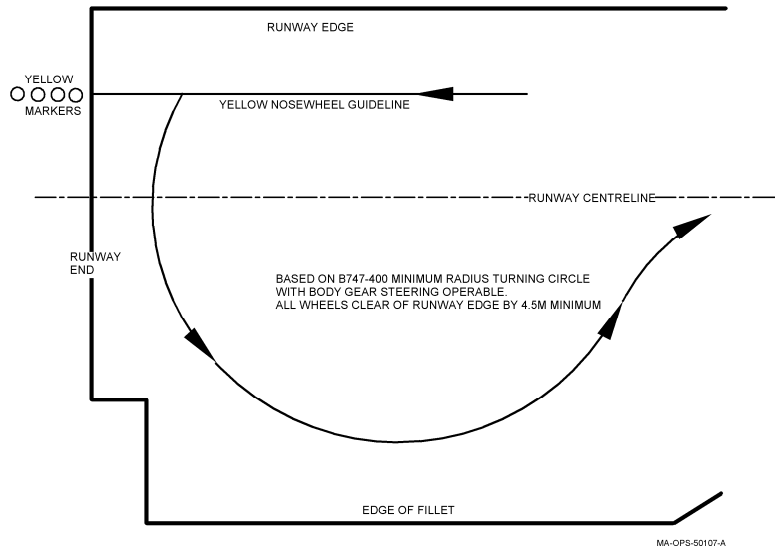 RUNWAY EDGE
YELLOW
MARKERS
YELLOW NOSEWHEEL GUIDELINE
RUNWAY CENTRELINE
RUNWAY
END
BASED ON B747-400 MINIMUM RADIUS TURNING CIRCLE
WITH BODY GEAR STEERING OPERABLE.
ALL WHEELS CLEAR OF RUNWAY EDGE BY 4.5M MINIMUM
EDGE OF FILLET
MA-OPS-50107-A